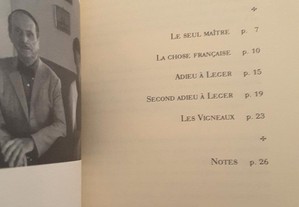 Le seul maître p. 7
La chose française p. 10
Adieu à Leger p. 15
Second adieu à Leger p. 19
Les Vigneaux p. 23
Notes p. 26